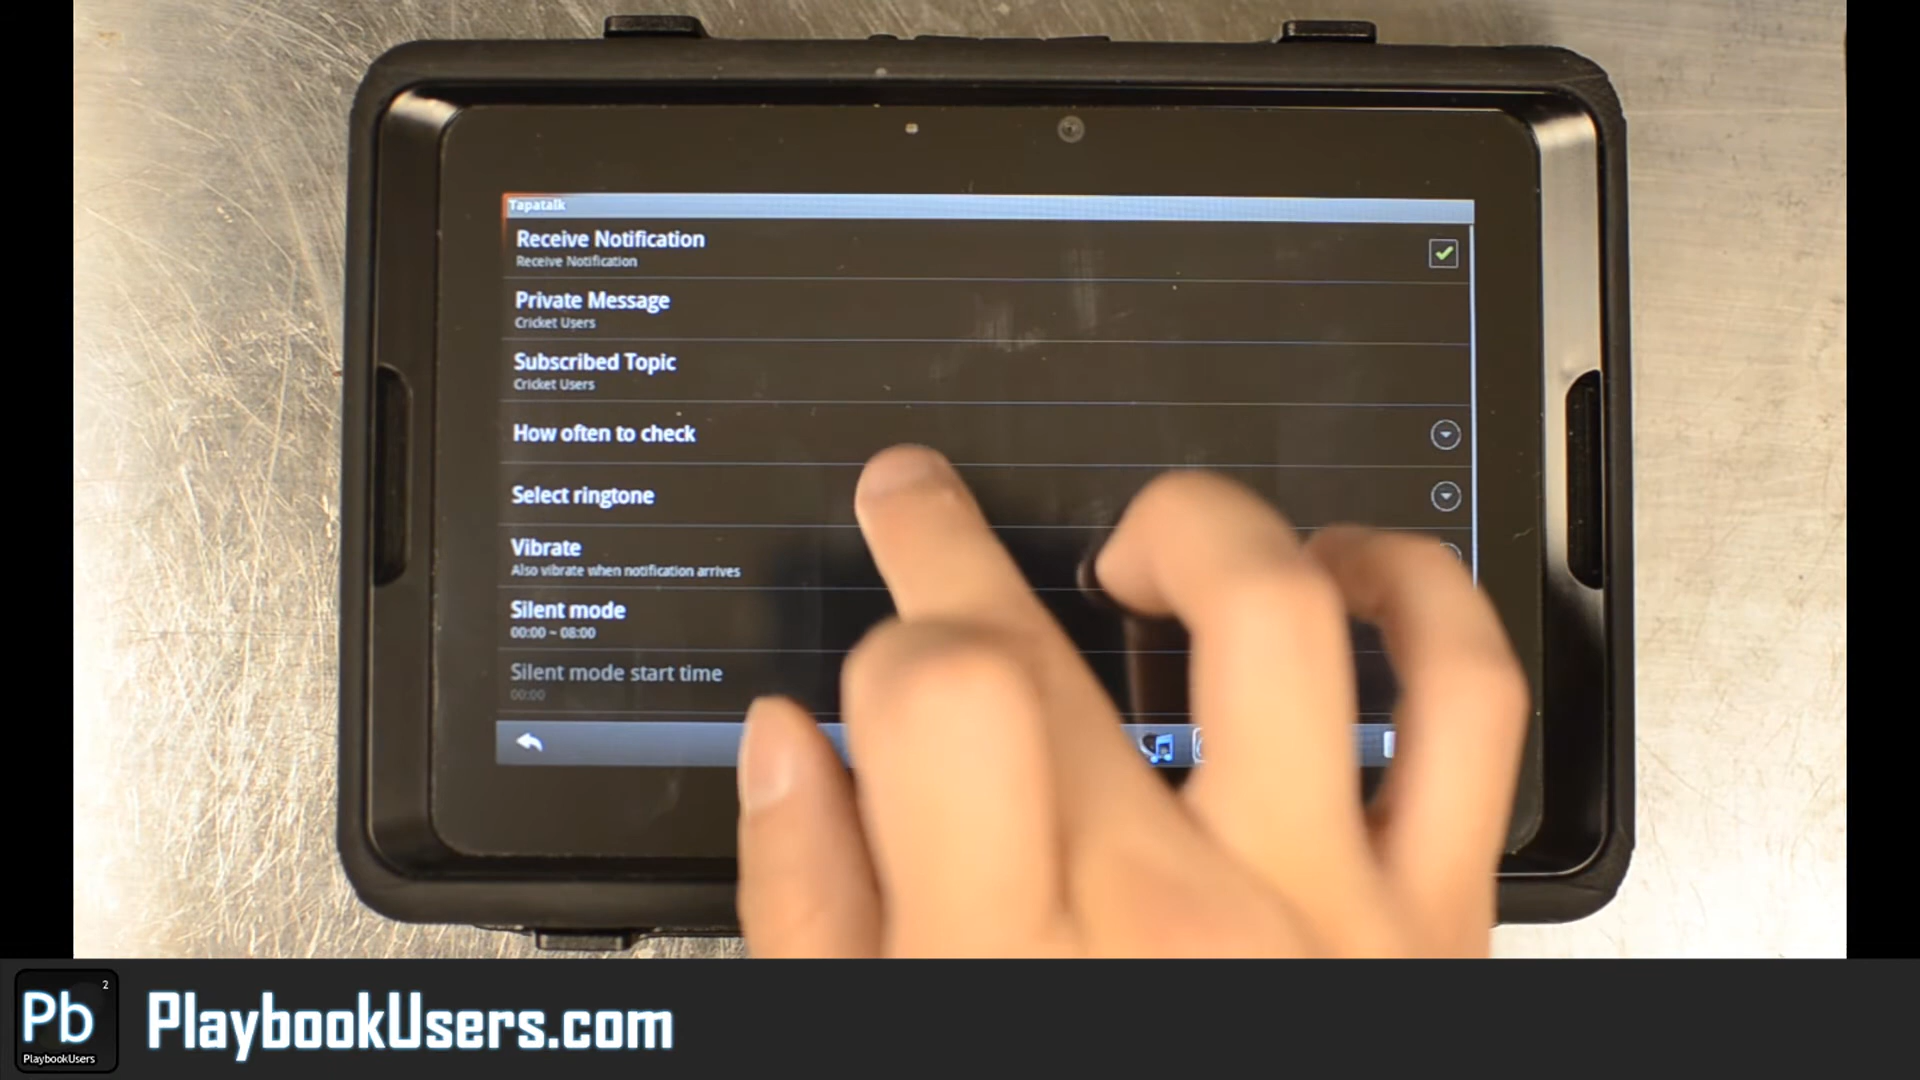 Tapatalk
Receive Notification
Receive Notification
Private Message
Cricket Users
Subscribed Topic
Cricket Users
How often to check
Select ringtone
Vibrate
Also vibrate when notification arrives
Silent mode
00:00 ~ 08:00
Silent mode start time
00:00
Pb 2
PlaybookUsers
PlaybookUsers.com